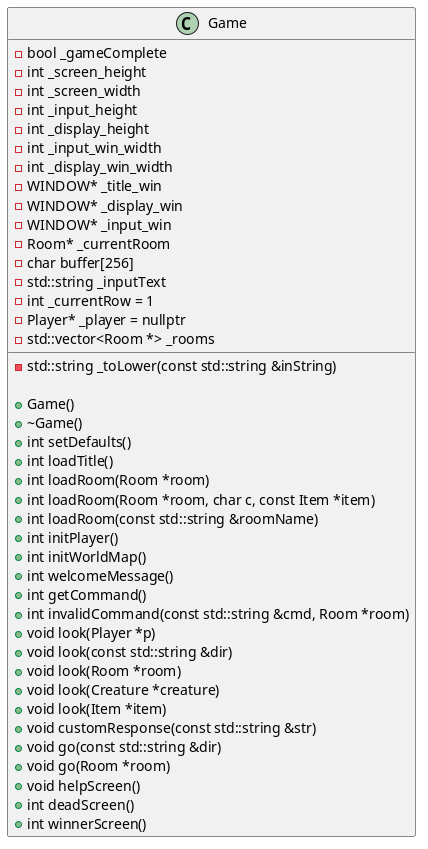 C Game
bool _gameComplete
int _screen_height
int _screen_width
int _input_height
int _display_height
int _input_win_width
int _display_win_width
WINDOW* _title_win
WINDOW* _display_win
WINDOW* _input_win
Room* _currentRoom
char buffer[256]
std::string _inputText
int _currentRow = 1
Player* _player = nullptr
std::vector<Room *> _rooms
std::string _toLower(const std::string &inString)
Game()
~Game()
int setDefaults()
int loadTitle()
int loadRoom(Room *room)
int loadRoom(Room *room, char c, const Item *item)
int loadRoom(const std::string &roomName)
int initPlayer()
int initWorldMap()
int welcomeMessage()
int getCommand()
int invalidCommand(const std::string &cmd, Room *room)
void look(Player *p)
void look(const std::string &dir)
void look(Room *room)
void look(Creature *creature)
void look(Item *item)
void customResponse(const std::string &str)
void go(const std::string &dir)
void go(Room *room)
void helpScreen()
int deadScreen()
int winnerScreen()